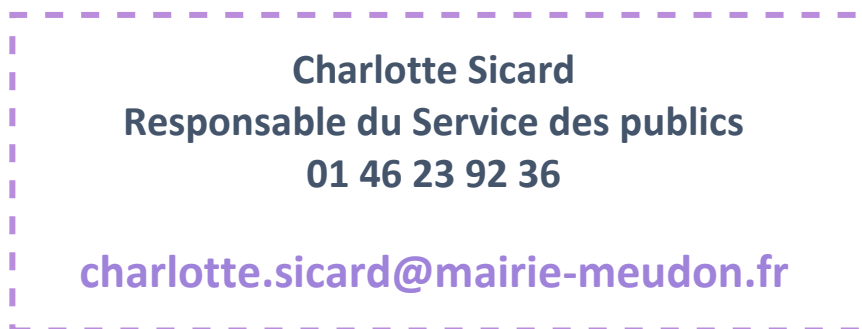 Charlotte Sicard
Responsable du Service des publics
01 46 23 92 36
charlotte.sicard@mairie-meudon.fr